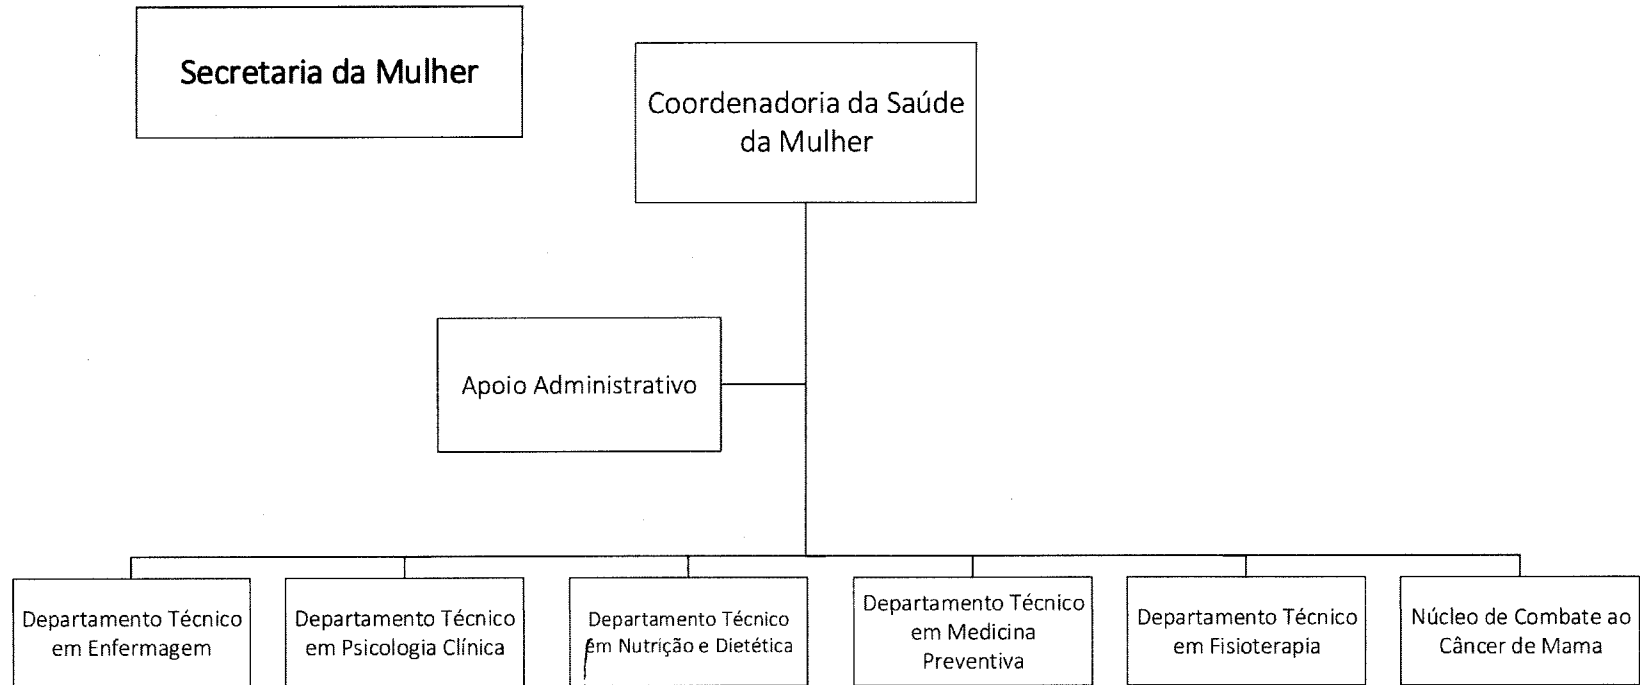 Secretaria da Mulher
Coordenadoria da Saúde
da Mulher
Apoio Administrativo
Departamento Técnico
em Enfermagem
Departamento Técnico
em Psicologia Clínica
Departamento Técnico
em Nutrição e Dietética
Departamento Técnico
em Medicina
Preventiva
Departamento Técnico
em Fisioterapia
Núcleo de Combate ao
Câncer de Mama